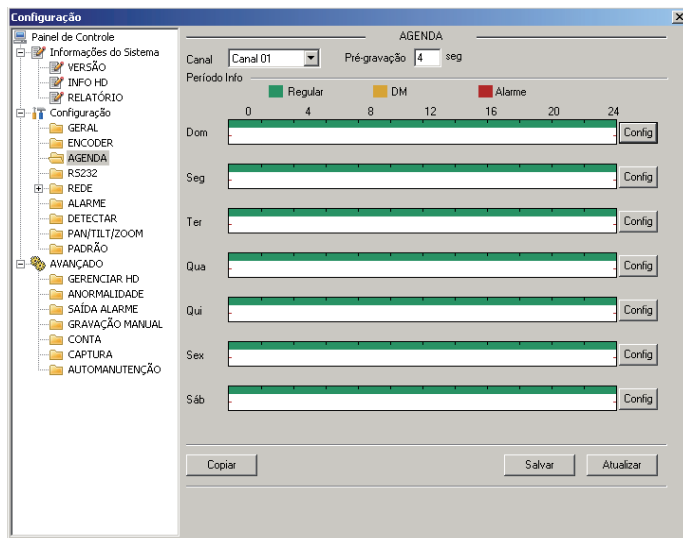 Configuração
Painel de Controle
Informações do Sistema
VERSÃO
INFO HD
RELATÓRIO
Configuração
GERAL
ENCODER
AGENDA
RS232
REDE
ALARME
DETECTAR
PAN/TILT/ZOOM
PADRÃO
AVANÇADO
GERENCIAR HD
ANORMALIDADE
SAÍDA ALARME
GRAVAÇÃO MANUAL
CONTA
CAPTURA
AUTOMANUTENÇÃO
AGENDA
Canal Canal 01 Pré-gravação 4 seg
Período Info
Regular DM Alarme
0 4 8 12 16 20 24
Dom Config
Seg Config
Ter Config
Qua Config
Qui Config
Sex Config
Sáb Config
Copiar Salvar Atualizar